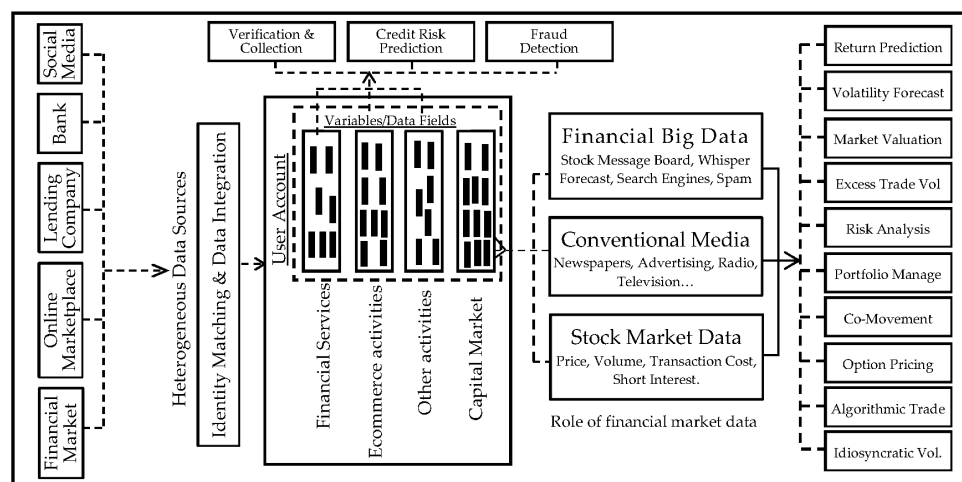 Social
Media
Bank
Lending
Company
Online
Marketplace
Financial
Market
Heterogeneous Data Sources
Identity Matching & Data Integration
Verification &
Collection
Credit Risk
Prediction
Fraud
Detection
Variables/Data Fields
User Account
Financial Services
Ecommerce activities
Other activities
Capital Market
Financial Big Data
Stock Message Board, Whisper
Forecast, Search Engines, Spam
Conventional Media
Newspapers, Advertising, Radio,
Television…
Stock Market Data
Price, Volume, Transaction Cost,
Short Interest.
Role of financial market data
Return Prediction
Volatility Forecast
Market Valuation
Excess Trade Vol
Risk Analysis
Portfolio Manage
Co-Movement
Option Pricing
Algorithmic Trade
Idiosyncratic Vol.